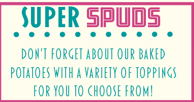 SUPER SPUDS
DON'T FORGET ABOUT OUR BAKED
POTATOES WITH A VARIETY OF TOPPINGS
FOR YOU TO CHOOSE FROM!